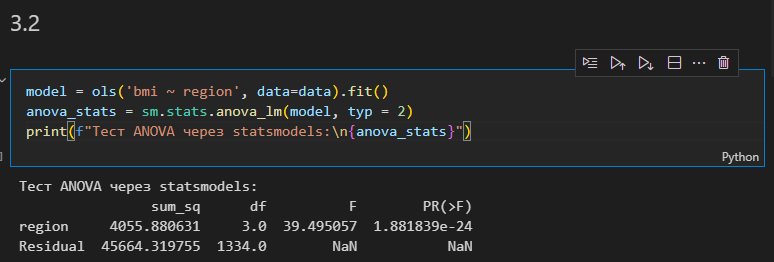 3.2
model = ols('bmi ~ region', data=data).fit()
anova_stats = sm.stats.anova_lm(model, typ = 2)
print(f"Тест ANOVA через statsmodels:\n{anova_stats}")
Python
Тест ANOVA через statsmodels:
sum_sq df F PR(>F)
region 4055.880631 3.0 39.495057 1.881839e-24
Residual 45664.319755 1334.0 NaN NaN